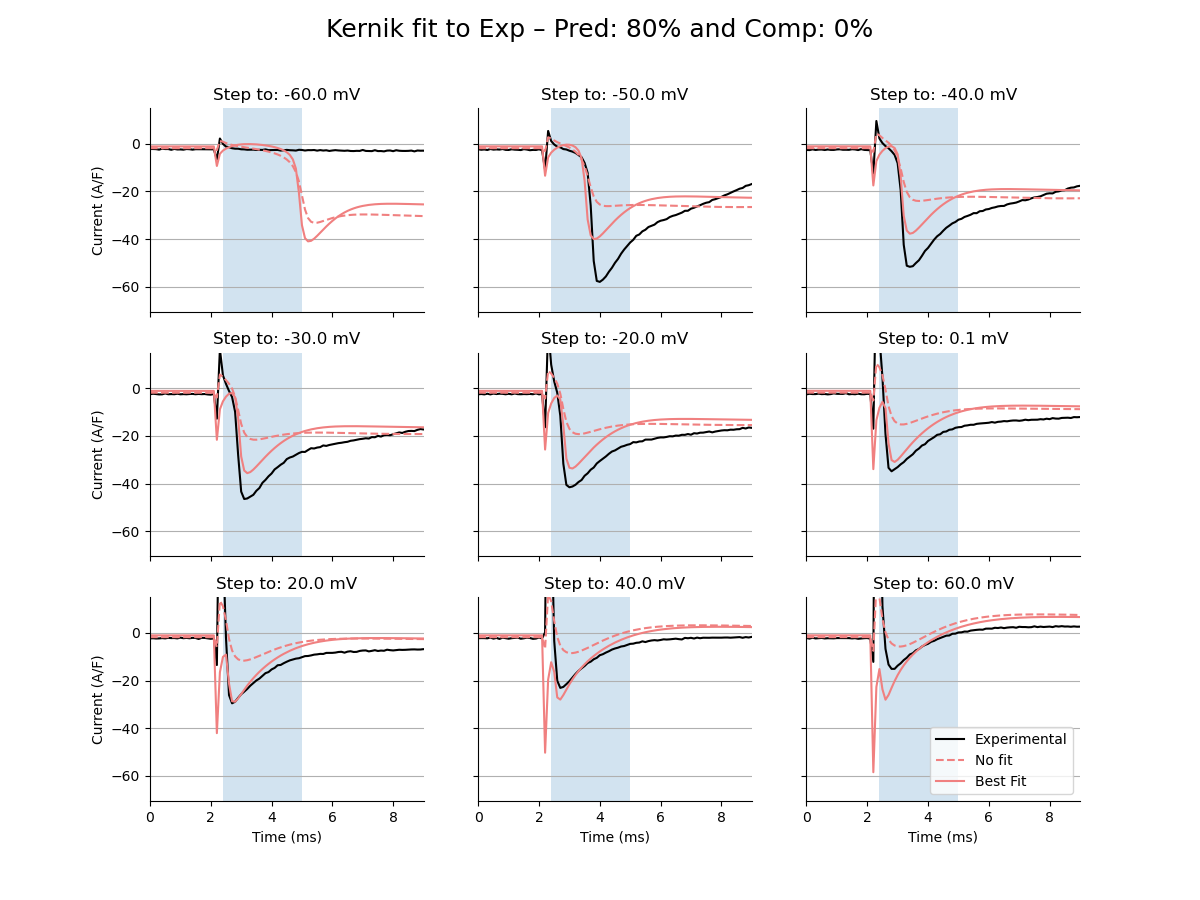 Kernik fit to Exp – Pred: 80% and Comp: 0%
Step to: -60.0 mV
Step to: -50.0 mV
Step to: -40.0 mV
Current (A/F)
0
−20
−40
−60
Step to: -30.0 mV
Step to: -20.0 mV
Step to: 0.1 mV
Current (A/F)
0
−20
−40
−60
Step to: 20.0 mV
Step to: 40.0 mV
Step to: 60.0 mV
Current (A/F)
0
−20
−40
−60
Experimental
No fit
Best Fit
0 2 4 6 8
0 2 4 6 8
0 2 4 6 8
Time (ms)
Time (ms)
Time (ms)